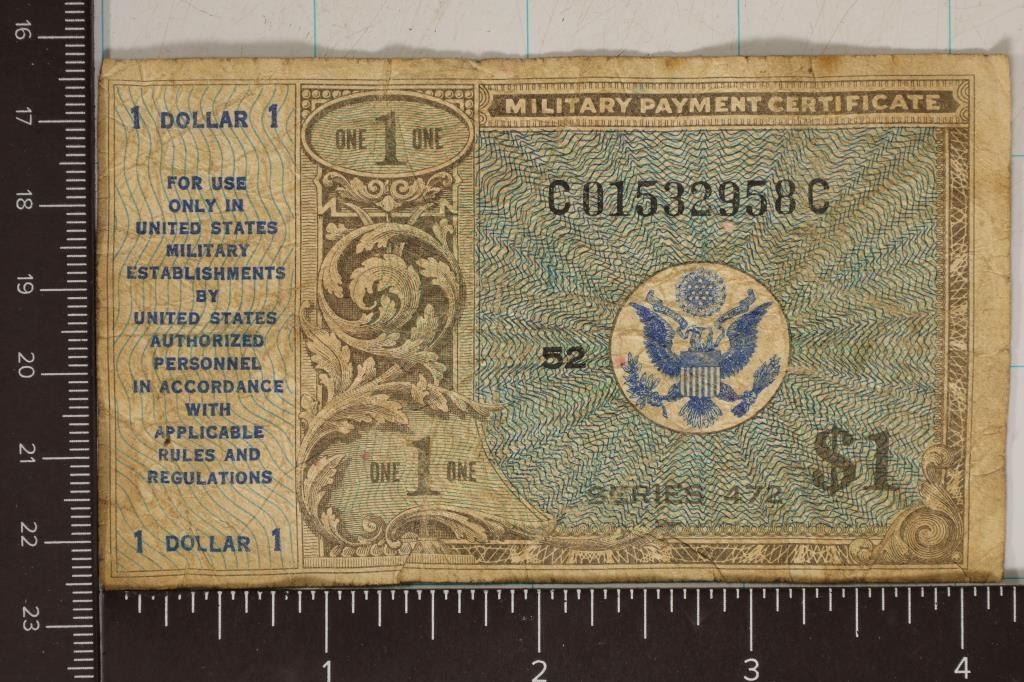 1 DOLLAR 1
FOR USE
ONLY IN
UNITED STATES
MILITARY
ESTABLISHMENTS
BY
UNITED STATES
AUTHORIZED
PERSONNEL
IN ACCORDANCE
WITH
APPLICABLE
RULES AND
REGULATIONS
1 DOLLAR 1
ONE 1 ONE
ONE 1 ONE
MILITARY PAYMENT CERTIFICATE
C01532958C
52
$1
SERIES 472
16
17
18
19
20
21
22
23
1 2 3 4